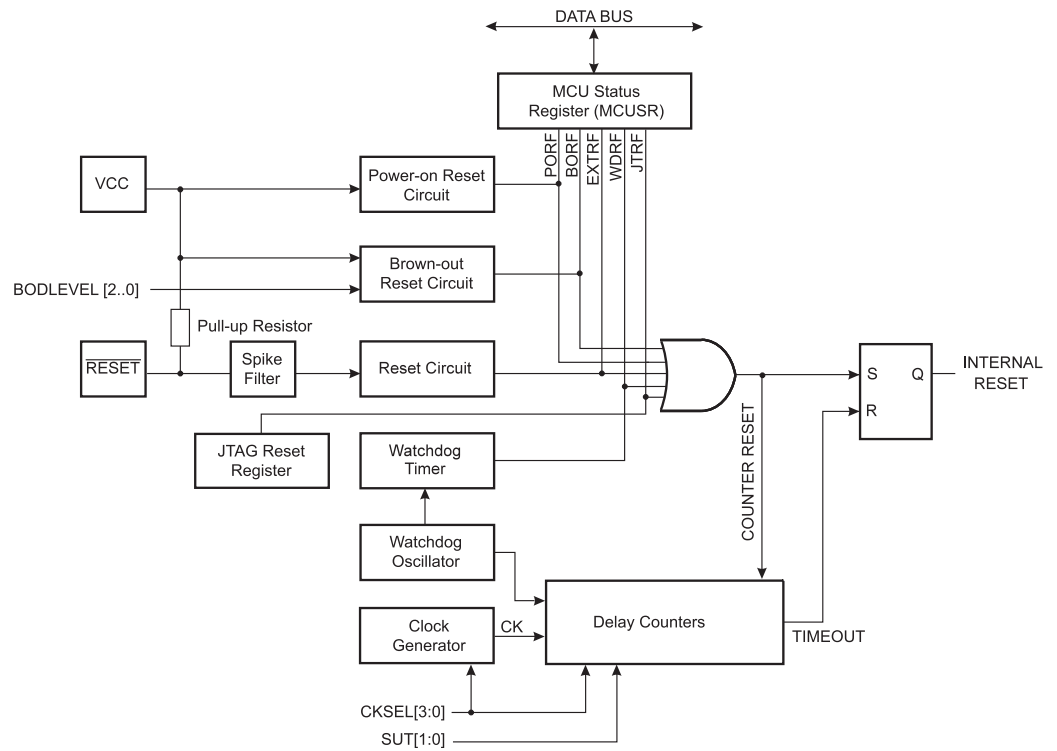 DATA BUS
MCU Status
Register (MCUSR)
PORF
BORF
EXTRF
WDRF
JTRF
VCC
Power-on Reset
Circuit
Brown-out
Reset Circuit
BODLEVEL [2..0]
Pull-up Resistor
RESET
Spike
Filter
Reset Circuit
S
Q
R
INTERNAL
RESET
JTAG Reset
Register
Watchdog
Timer
COUNTER RESET
Watchdog
Oscillator
Delay Counters
TIMEOUT
Clock
Generator
CK
CKSEL[3:0]
SUT[1:0]